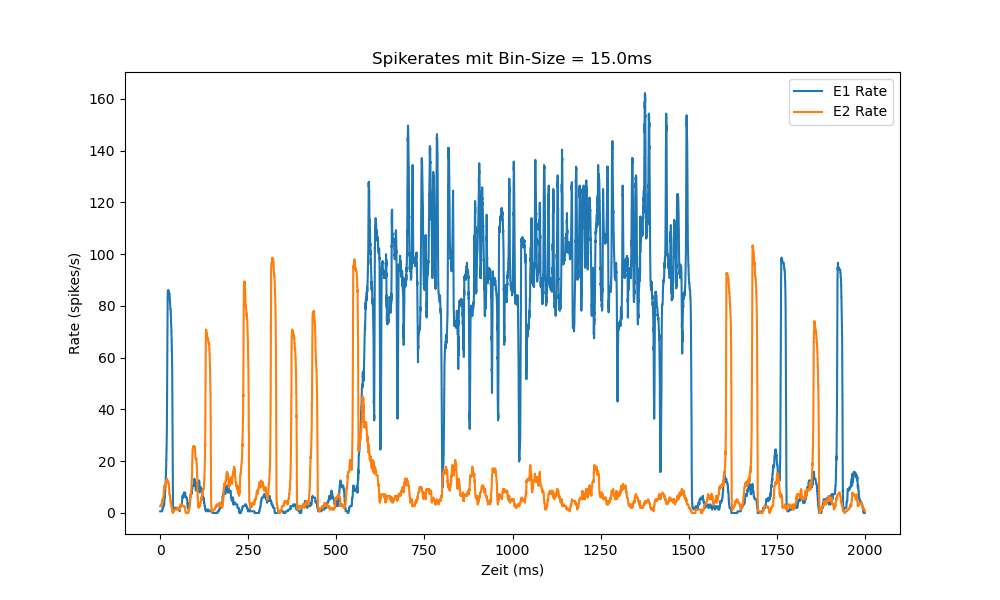 Spikerates mit Bin-Size = 15.0ms
E1 Rate
E2 Rate
160
140
120
100
80
60
40
20
0
Rate (spikes/s)
0 250 500 750 1000 1250 1500 1750 2000
Zeit (ms)